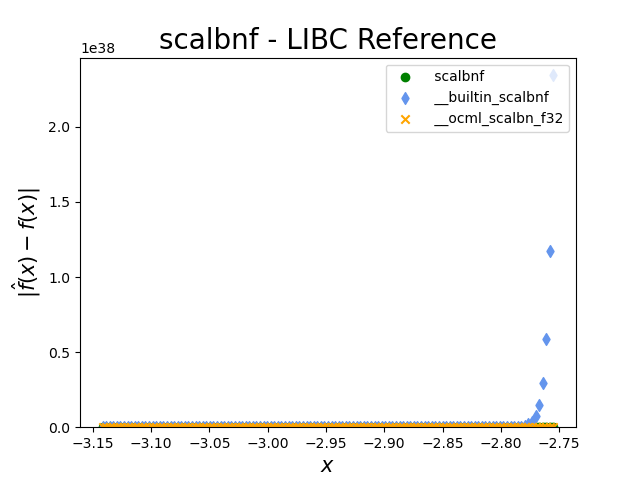 scalbnf - LIBC Reference
1e38
scalbnf
__builtin_scalbnf
__ocml_scalbn_f32
2.0
1.5
1.0
0.5
0.0
|f̂(x) − f(x)|
−3.15 −3.10 −3.05 −3.00 −2.95 −2.90 −2.85 −2.80 −2.75
x